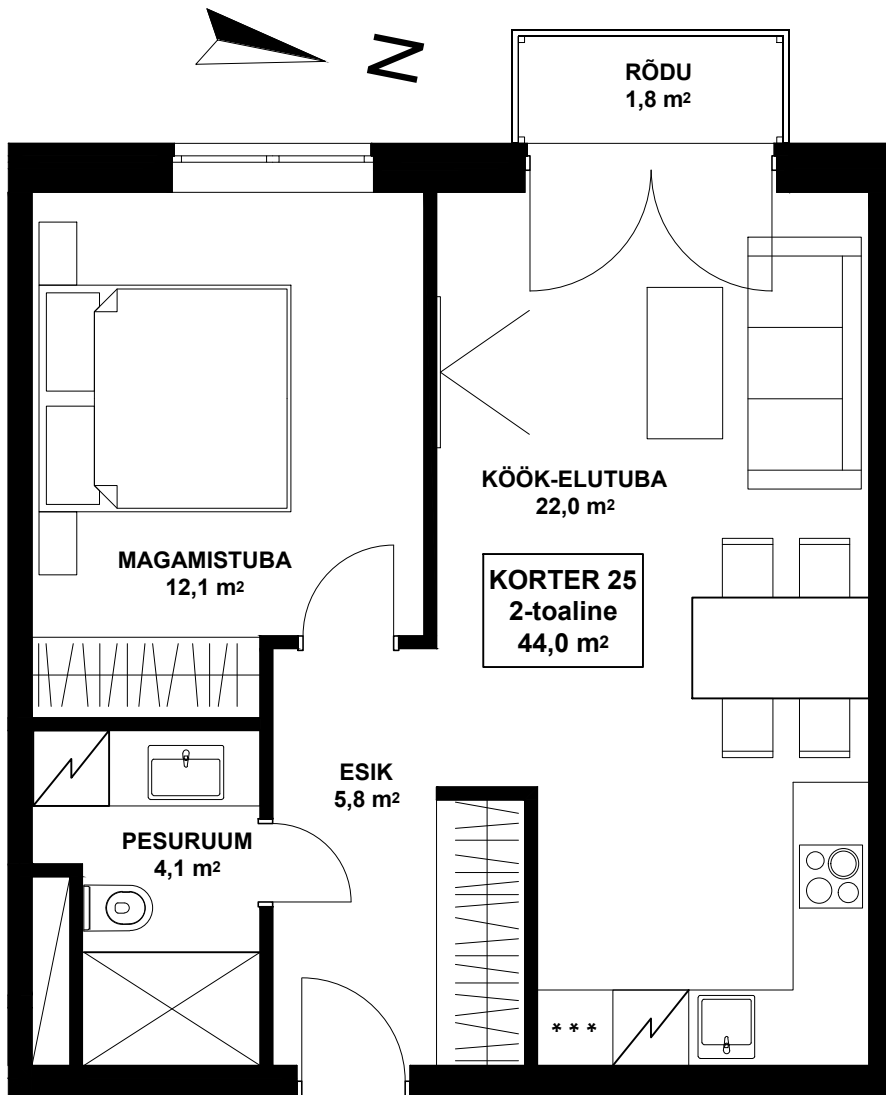 N
RÕDU
1,8 m²
KÖÖK-ELUTUBA
22,0 m²
MAGAMISTUBA
12,1 m²
KORTER 25
2-toaline
44,0 m²
ESIK
5,8 m²
PESURUUM
4,1 m²
***